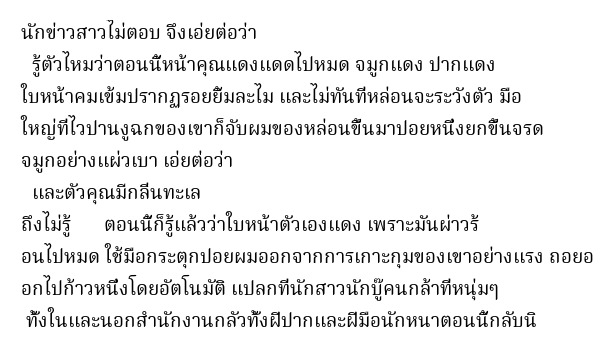 นักข่าวสาวไม่ตอบ จึงเอ่ยต่อว่า
รู้ตัวไหมว่าตอนนี้หน้าคุณแดงแดดไปหมด จมูกแดง ปากแดง
ใบหน้าคมเข้มปรากฏรอยยิ้มละไม และไม่ทันที่หล่อนจะระวังตัว มือ
ใหญ่ที่ไวปานงูฉกของเขาก็จับผมของหล่อนขึ้นมาปอยหนึ่งยกขึ้นจรด
จมูกอย่างแผ่วเบา เอ่ยต่อว่า
และตัวคุณมีกลิ่นทะเล
ถึงไม่รู้ ตอนนี้ก็รู้แล้วว่าใบหน้าตัวเองแดง เพราะมันผ่าวร้
อนไปหมด ใช้มือกระตุกปอยผมออกจากการเกาะกุมของเขาอย่างแรง ถอยอ
อกไปก้าวหนึ่งโดยอัตโนมัติ แปลกที่นักสาวนักบู๊คนกล้าที่หนุ่มๆ
ทั้งในและนอกสำนักงานกลัวทั้งฝีปากและฝีมือนักหนาตอนนี้กลับนิ